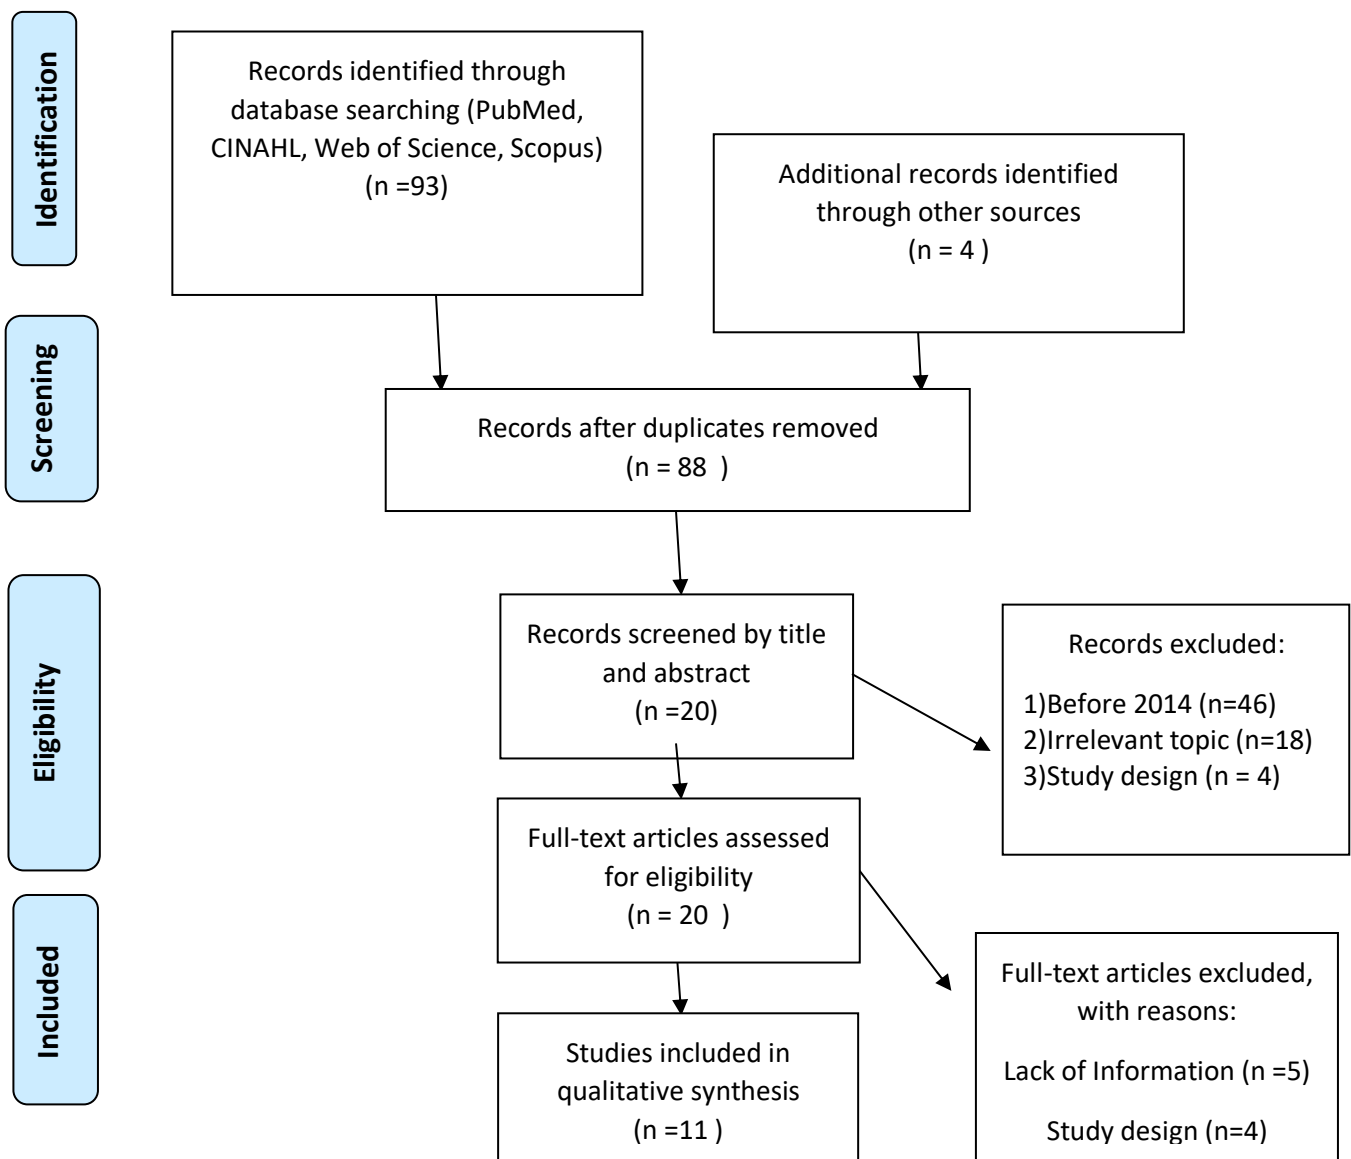 Identification
Records identified through
database searching (PubMed,
CINAHL, Web of Science, Scopus)
(n =93)
Additional records identified
through other sources
(n = 4 )
Screening
Records after duplicates removed
(n = 88  )
Eligibility
Records screened by title
and abstract
(n =20)
Records excluded:
1)Before 2014 (n=46)
2)Irrelevant topic (n=18)
3)Study design (n = 4)
Full-text articles assessed
for eligibility
(n = 20  )
Included
Full-text articles excluded,
with reasons:
Lack of Information (n =5)
Study design (n=4)
Studies included in
qualitative synthesis
(n =11 )